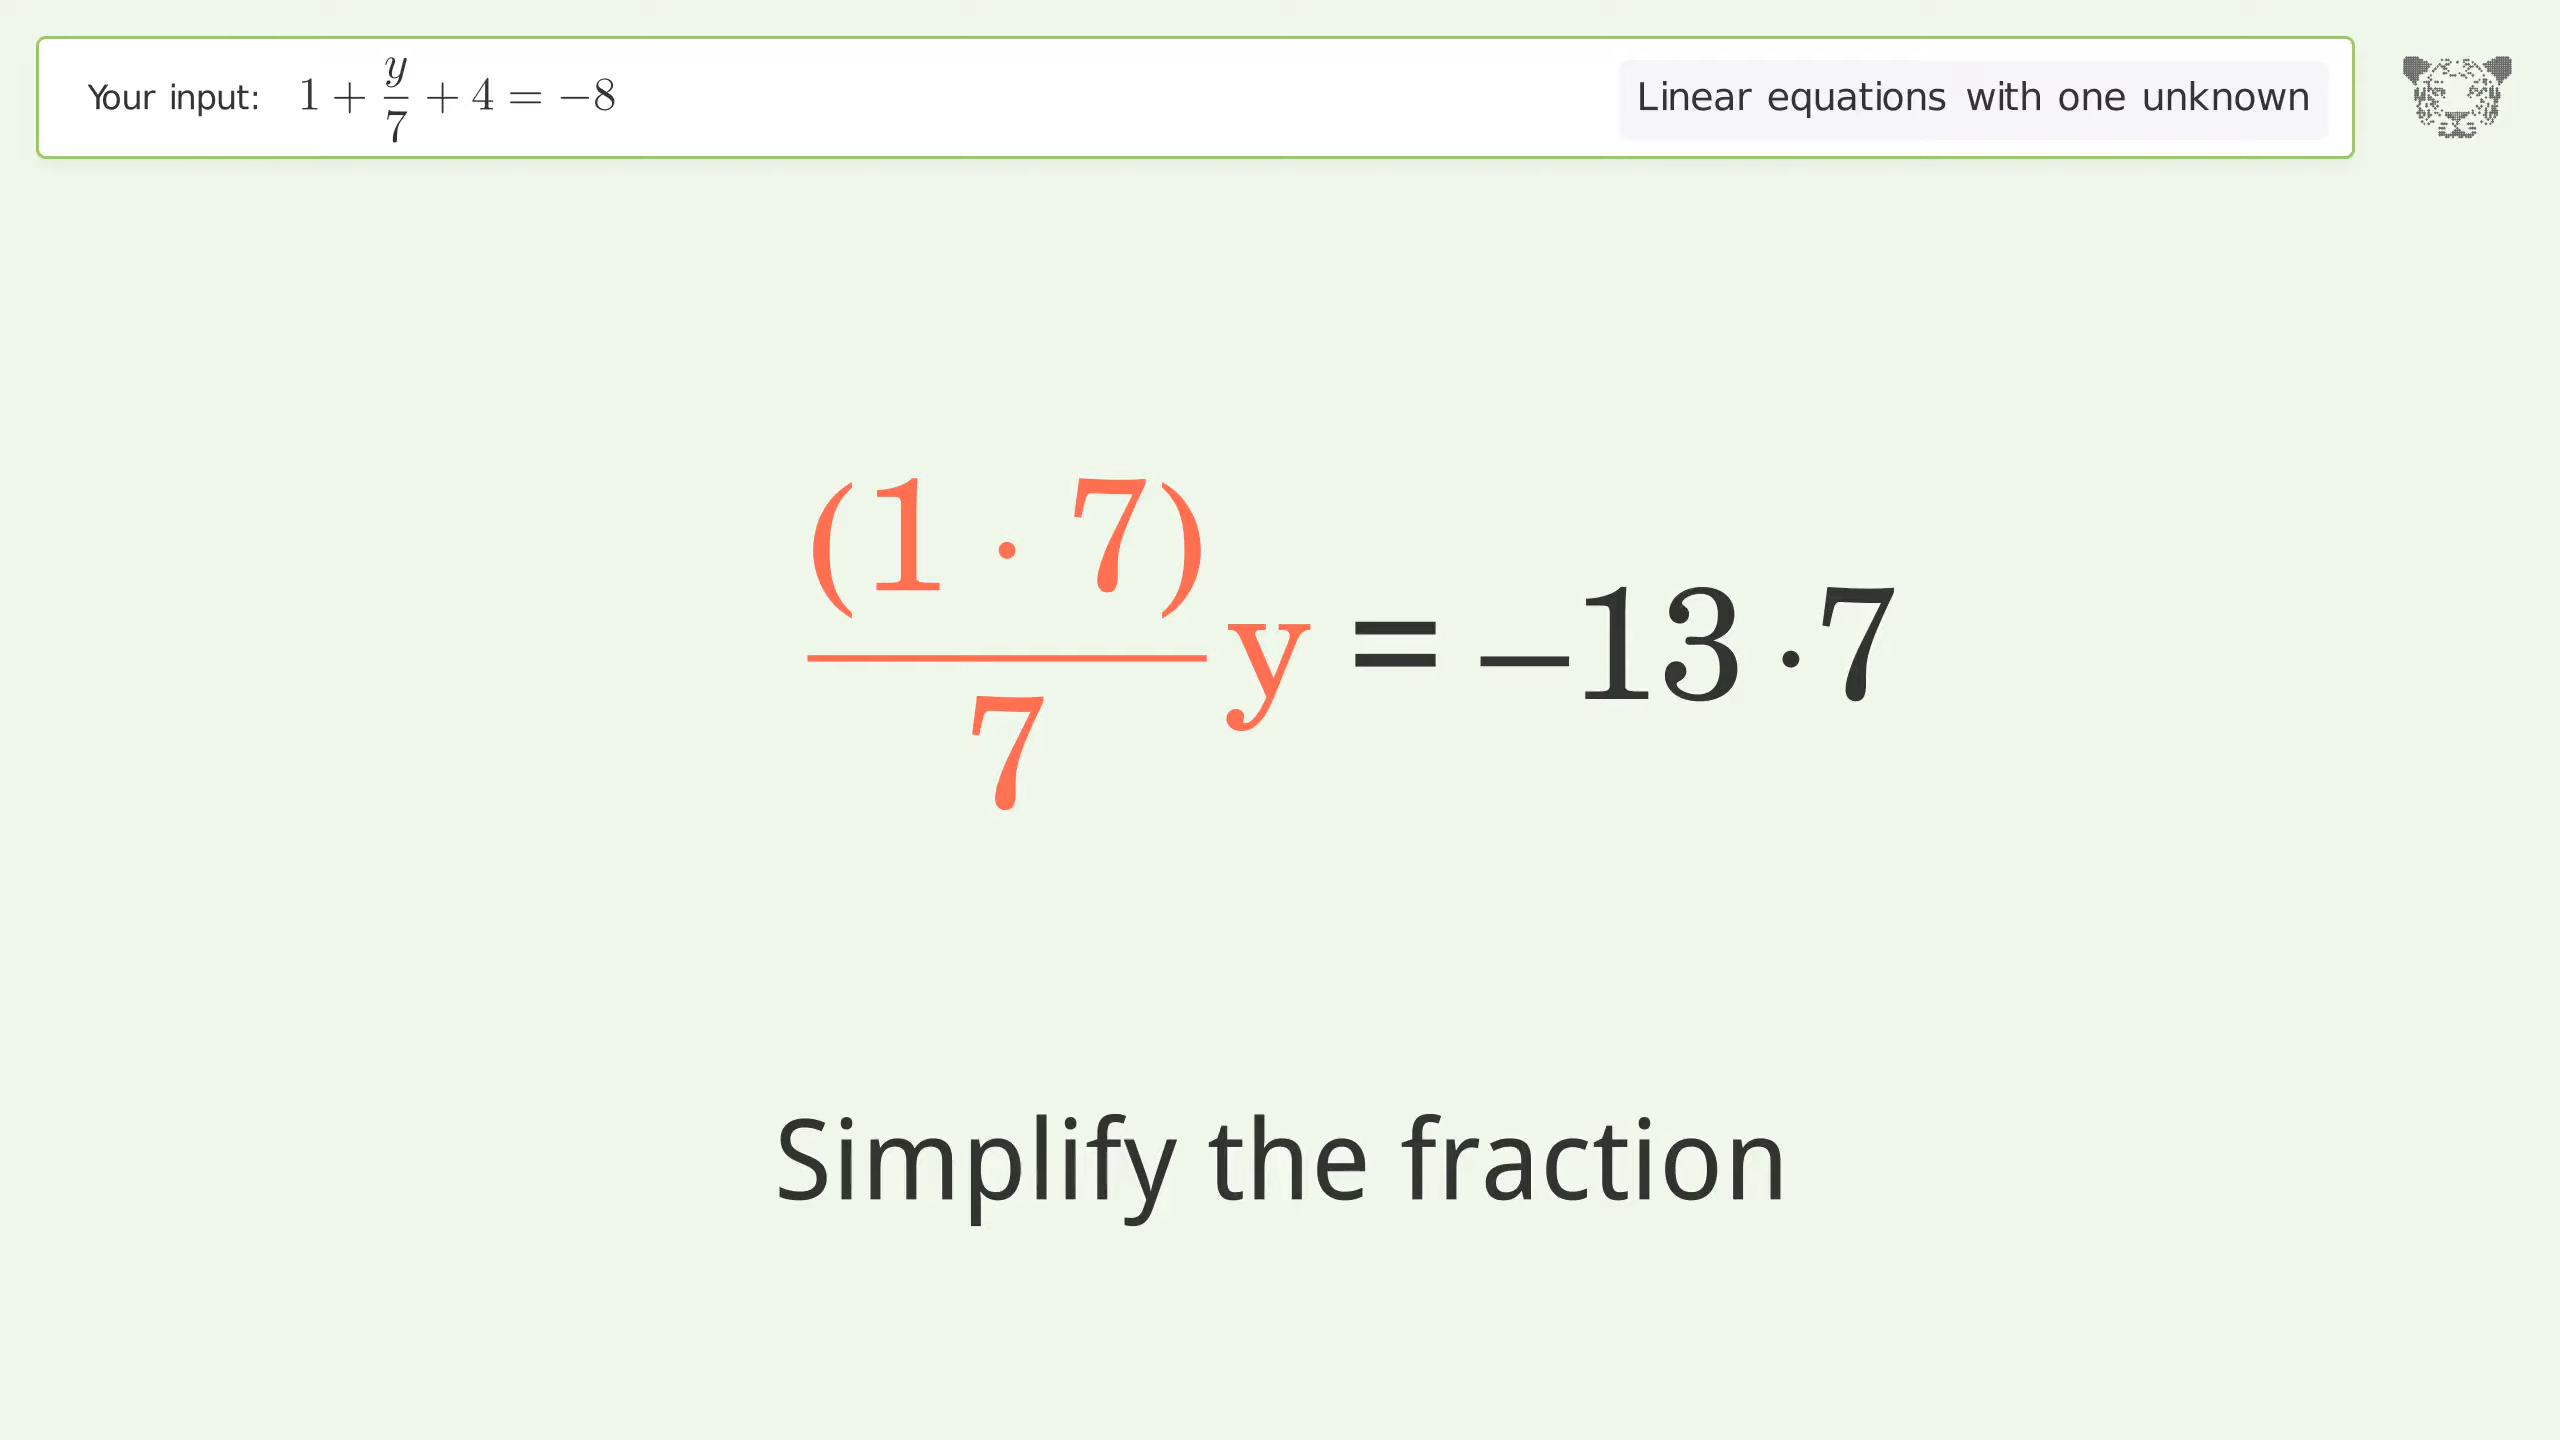 Your input: 1 + y/7 + 4 = −8
Linear equations with one unknown
(1 · 7)/7 y = −13 · 7
Simplify the fraction